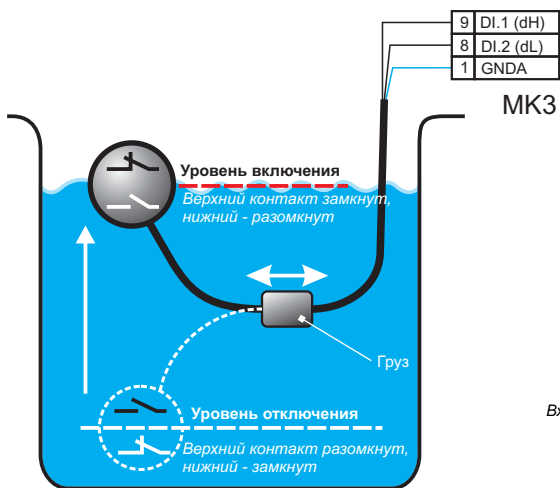 9 DI.1 (dH)
8 DI.2 (dL)
1 GNDA
МК3
Уровень включения
Верхний контакт замкнут,
нижний - разомкнут
Груз
Уровень отключения
Верхний контакт разомкнут,
нижний - замкнут